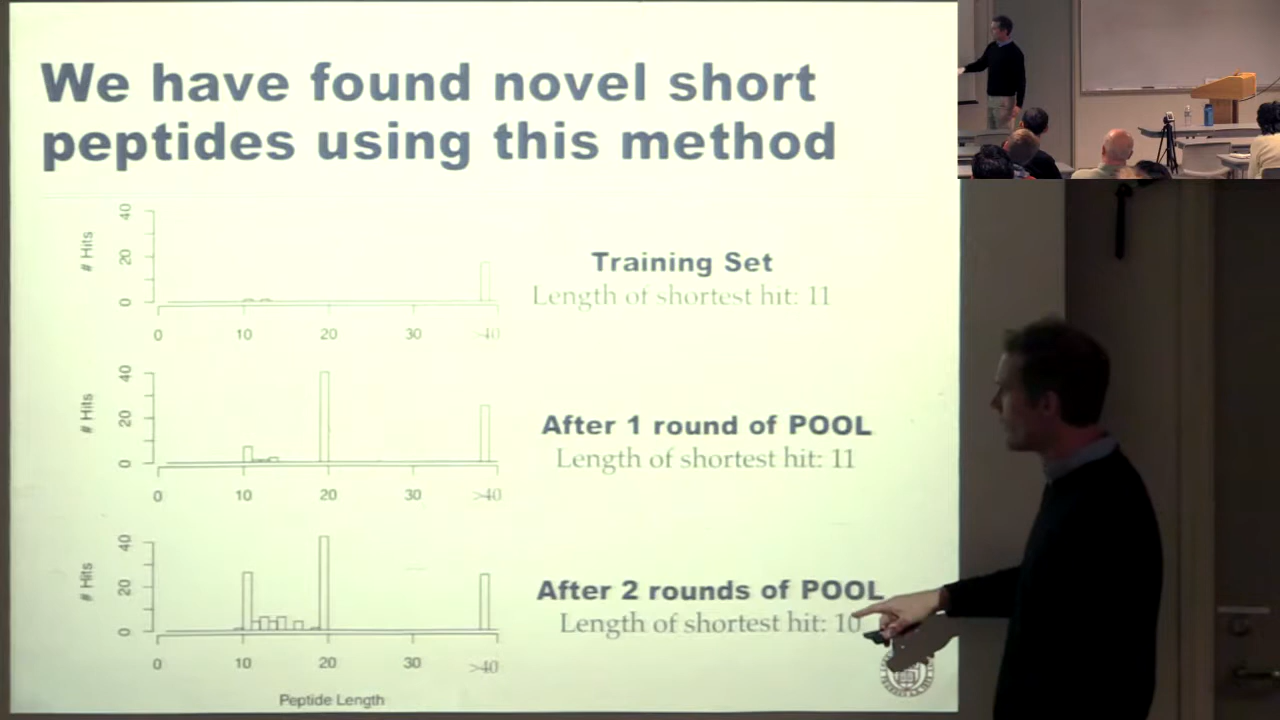 We have found novel short
peptides using this method
# Hits
0 20 40
0 10 20 30 >40
Training Set
Length of shortest hit: 11
# Hits
0 20 40
0 10 20 30 >40
After 1 round of POOL
Length of shortest hit: 11
# Hits
0 20 40
0 10 20 30 >40
After 2 rounds of POOL
Length of shortest hit: 10
Peptide Length